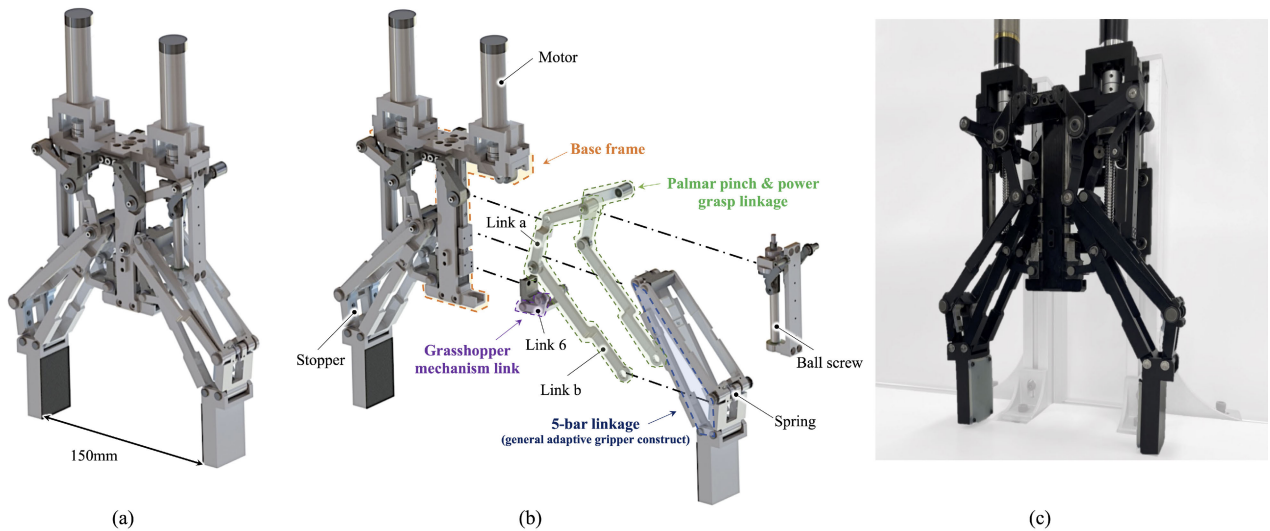 Motor
Base frame
Palmar pinch & power
grasp linkage
Link a
Stopper
Grasshopper
mechanism link
Link 6
Link b
Ball screw
Spring
5-bar linkage
(general adaptive gripper construct)
150mm
(a)
(b)
(c)